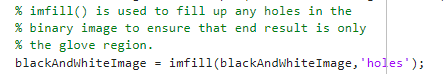 % imfill() is used to fill up any holes in the
% binary image to ensure that end result is only
% the glove region.
blackAndWhiteImage = imfill(blackAndWhiteImage,'holes');